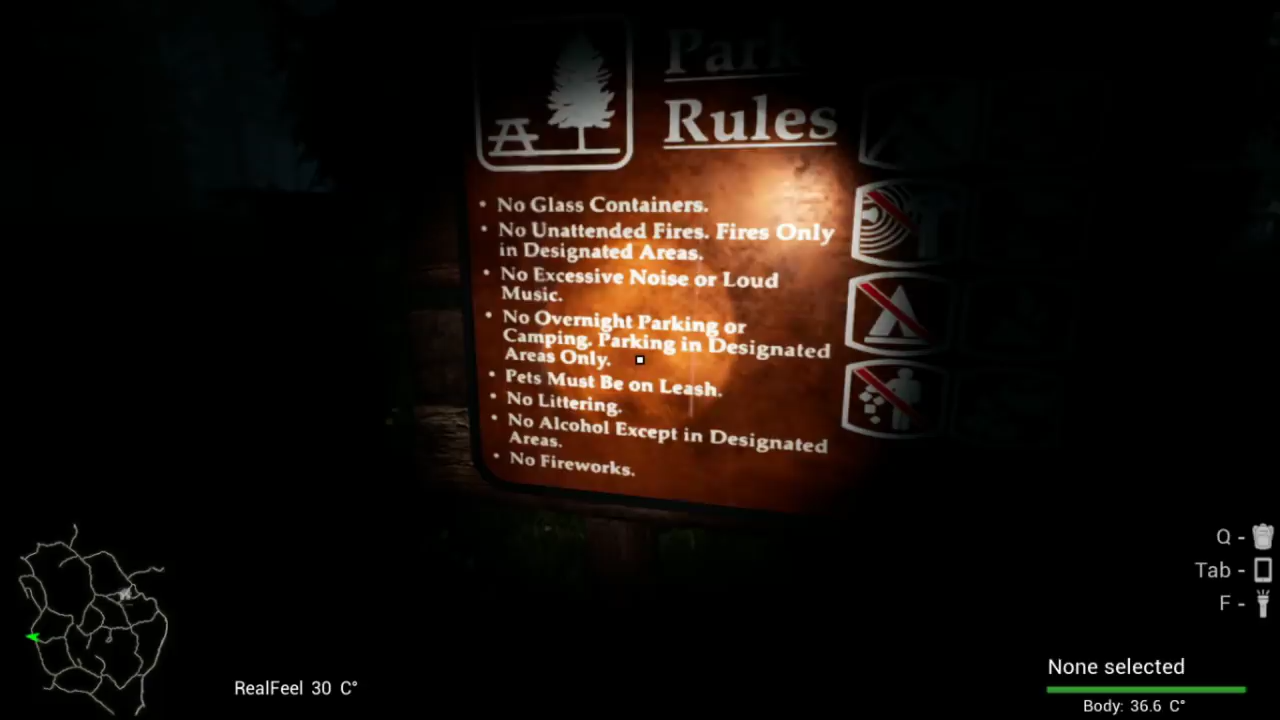 Park
Rules
• No Glass Containers.
• No Unattended Fires. Fires Only
in Designated Areas.
• No Excessive Noise or Loud
Music.
• No Overnight Parking or
Camping. Parking in Designated
Areas Only.
• Pets Must Be on Leash.
• No Littering.
• No Alcohol Except in Designated
Areas.
• No Fireworks.
Q -
Tab -
F -
None selected
RealFeel 30 C°
Body: 36.6 C°